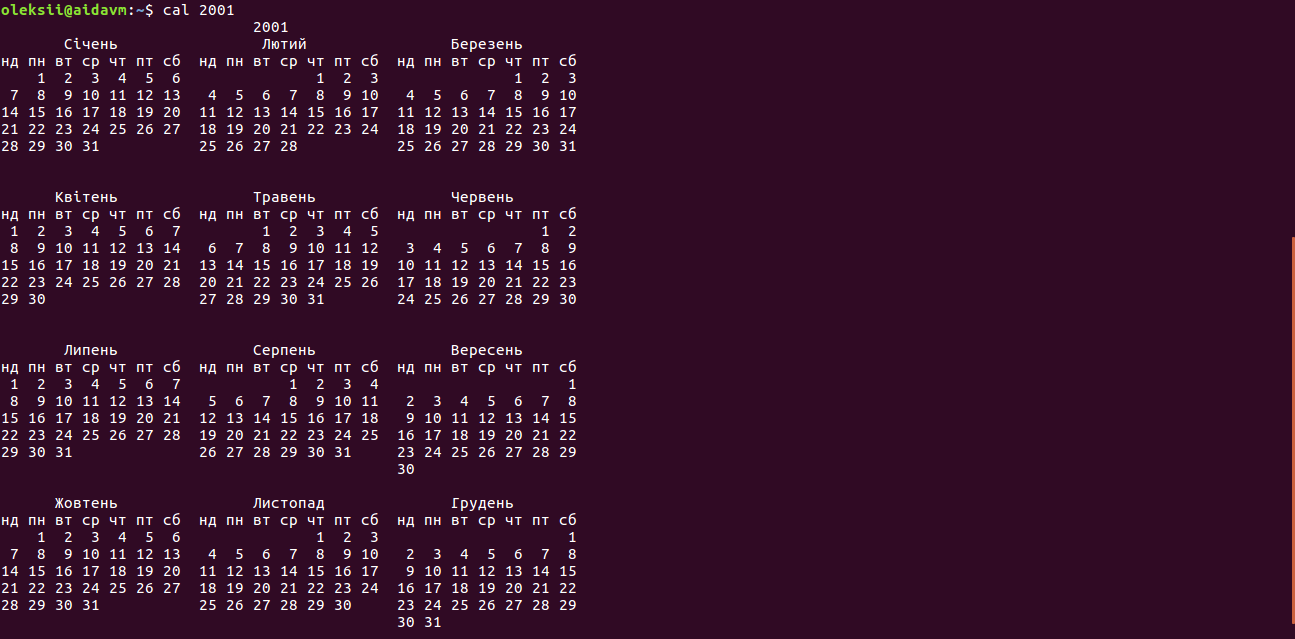 oleksii@aidavm:~$ cal 2001
                            2001
       Січень                Лютий                Березень
нд пн вт ср чт пт сб  нд пн вт ср чт пт сб  нд пн вт ср чт пт сб
    1  2  3  4  5  6               1  2  3               1  2  3
 7  8  9 10 11 12 13   4  5  6  7  8  9 10   4  5  6  7  8  9 10
14 15 16 17 18 19 20  11 12 13 14 15 16 17  11 12 13 14 15 16 17
21 22 23 24 25 26 27  18 19 20 21 22 23 24  18 19 20 21 22 23 24
28 29 30 31           25 26 27 28           25 26 27 28 29 30 31
      Квітень               Травень               Червень
нд пн вт ср чт пт сб  нд пн вт ср чт пт сб  нд пн вт ср чт пт сб
 1  2  3  4  5  6  7         1  2  3  4  5                  1  2
 8  9 10 11 12 13 14   6  7  8  9 10 11 12   3  4  5  6  7  8  9
15 16 17 18 19 20 21  13 14 15 16 17 18 19  10 11 12 13 14 15 16
22 23 24 25 26 27 28  20 21 22 23 24 25 26  17 18 19 20 21 22 23
29 30                 27 28 29 30 31        24 25 26 27 28 29 30
       Липень               Серпень               Вересень
нд пн вт ср чт пт сб  нд пн вт ср чт пт сб  нд пн вт ср чт пт сб
 1  2  3  4  5  6  7            1  2  3  4                     1
 8  9 10 11 12 13 14   5  6  7  8  9 10 11   2  3  4  5  6  7  8
15 16 17 18 19 20 21  12 13 14 15 16 17 18   9 10 11 12 13 14 15
22 23 24 25 26 27 28  19 20 21 22 23 24 25  16 17 18 19 20 21 22
29 30 31              26 27 28 29 30 31     23 24 25 26 27 28 29
                                            30
      Жовтень               Листопад              Грудень
нд пн вт ср чт пт сб  нд пн вт ср чт пт сб  нд пн вт ср чт пт сб
    1  2  3  4  5  6               1  2  3                     1
 7  8  9 10 11 12 13   4  5  6  7  8  9 10   2  3  4  5  6  7  8
14 15 16 17 18 19 20  11 12 13 14 15 16 17   9 10 11 12 13 14 15
21 22 23 24 25 26 27  18 19 20 21 22 23 24  16 17 18 19 20 21 22
28 29 30 31           25 26 27 28 29 30     23 24 25 26 27 28 29
                                            30 31